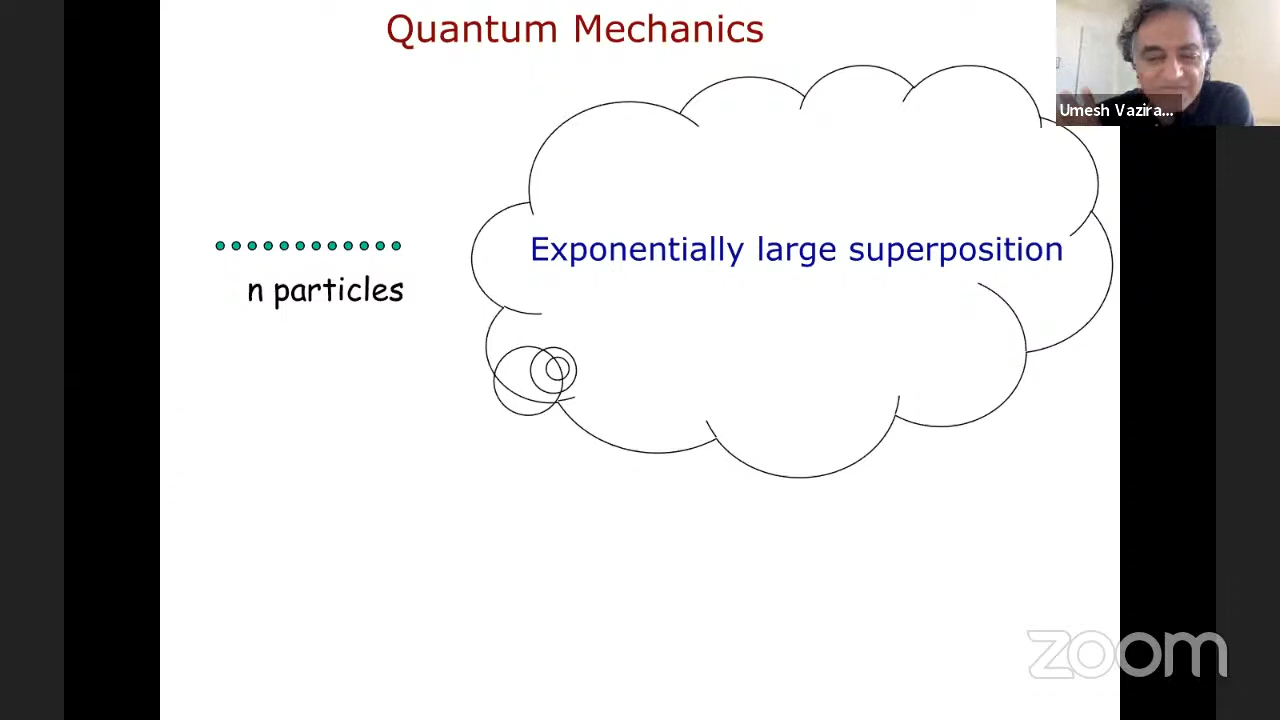 Quantum Mechanics
Umesh Vazira...
Exponentially large superposition
n particles
zoom